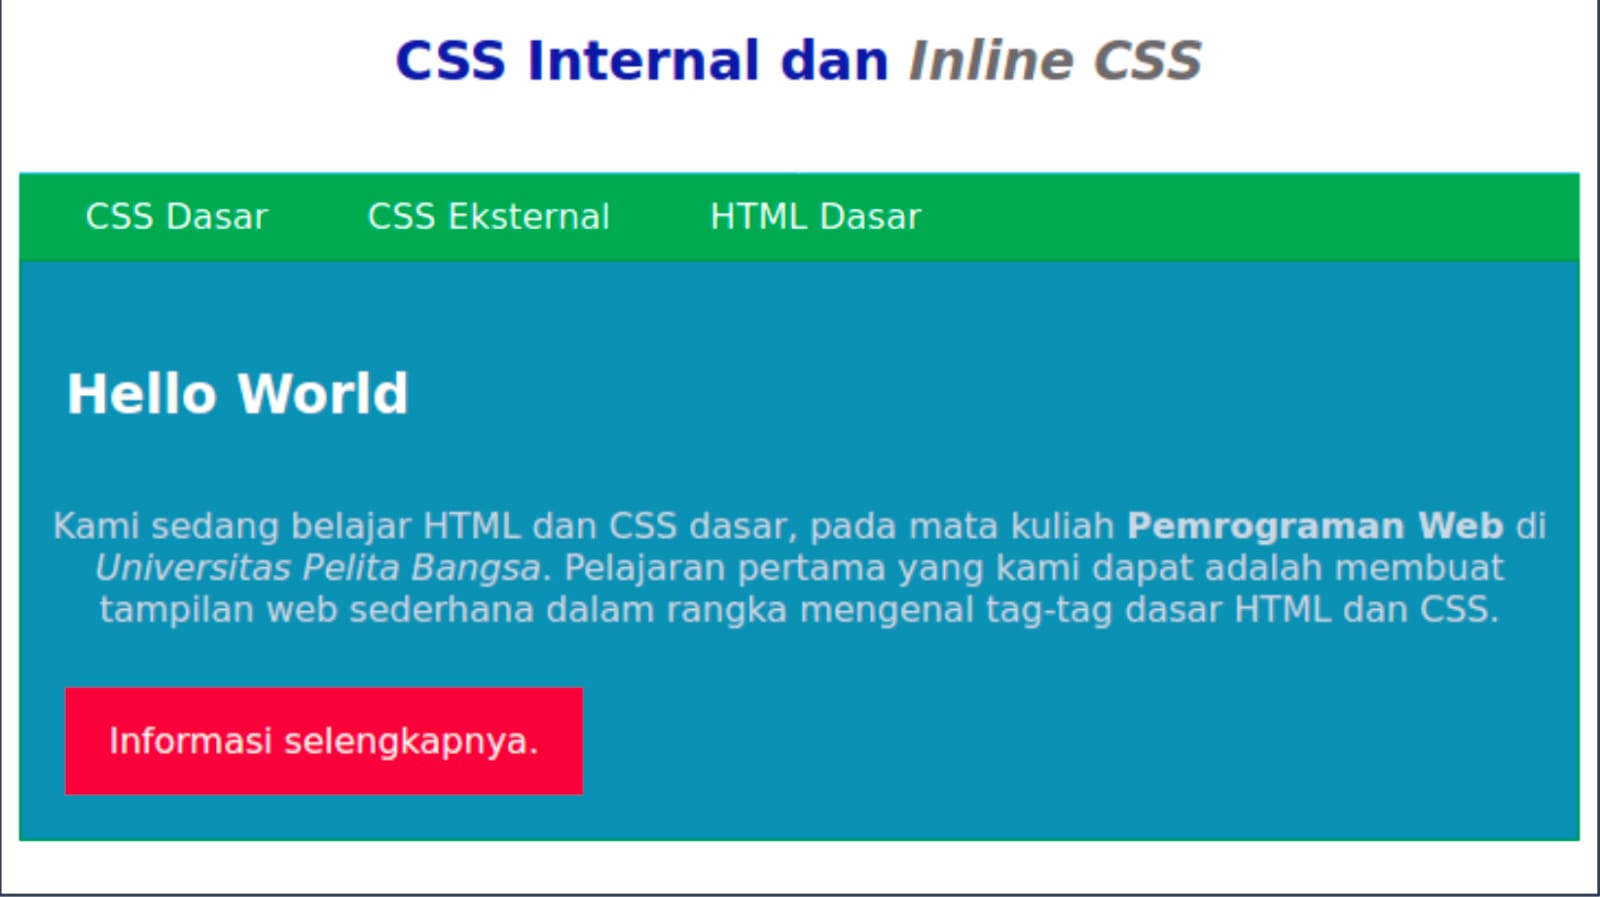 CSS Internal dan Inline CSS
CSS Dasar CSS Eksternal HTML Dasar
Hello World
Kami sedang belajar HTML dan CSS dasar, pada mata kuliah Pemrograman Web di
Universitas Pelita Bangsa. Pelajaran pertama yang kami dapat adalah membuat
tampilan web sederhana dalam rangka mengenal tag-tag dasar HTML dan CSS.
Informasi selengkapnya.